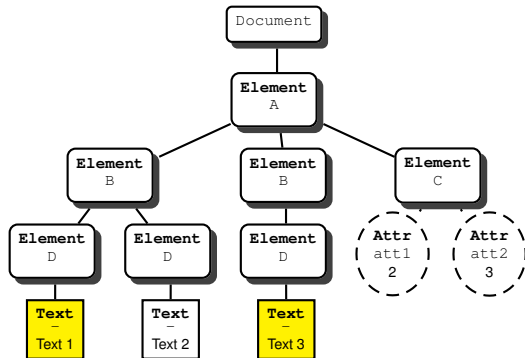 Document
Element
A
Element
B
Element
B
Element
C
Element
D
Element
D
Element
D
Attr
att1
2
Attr
att2
3
Text
–
Text 1
Text
–
Text 2
Text
–
Text 3